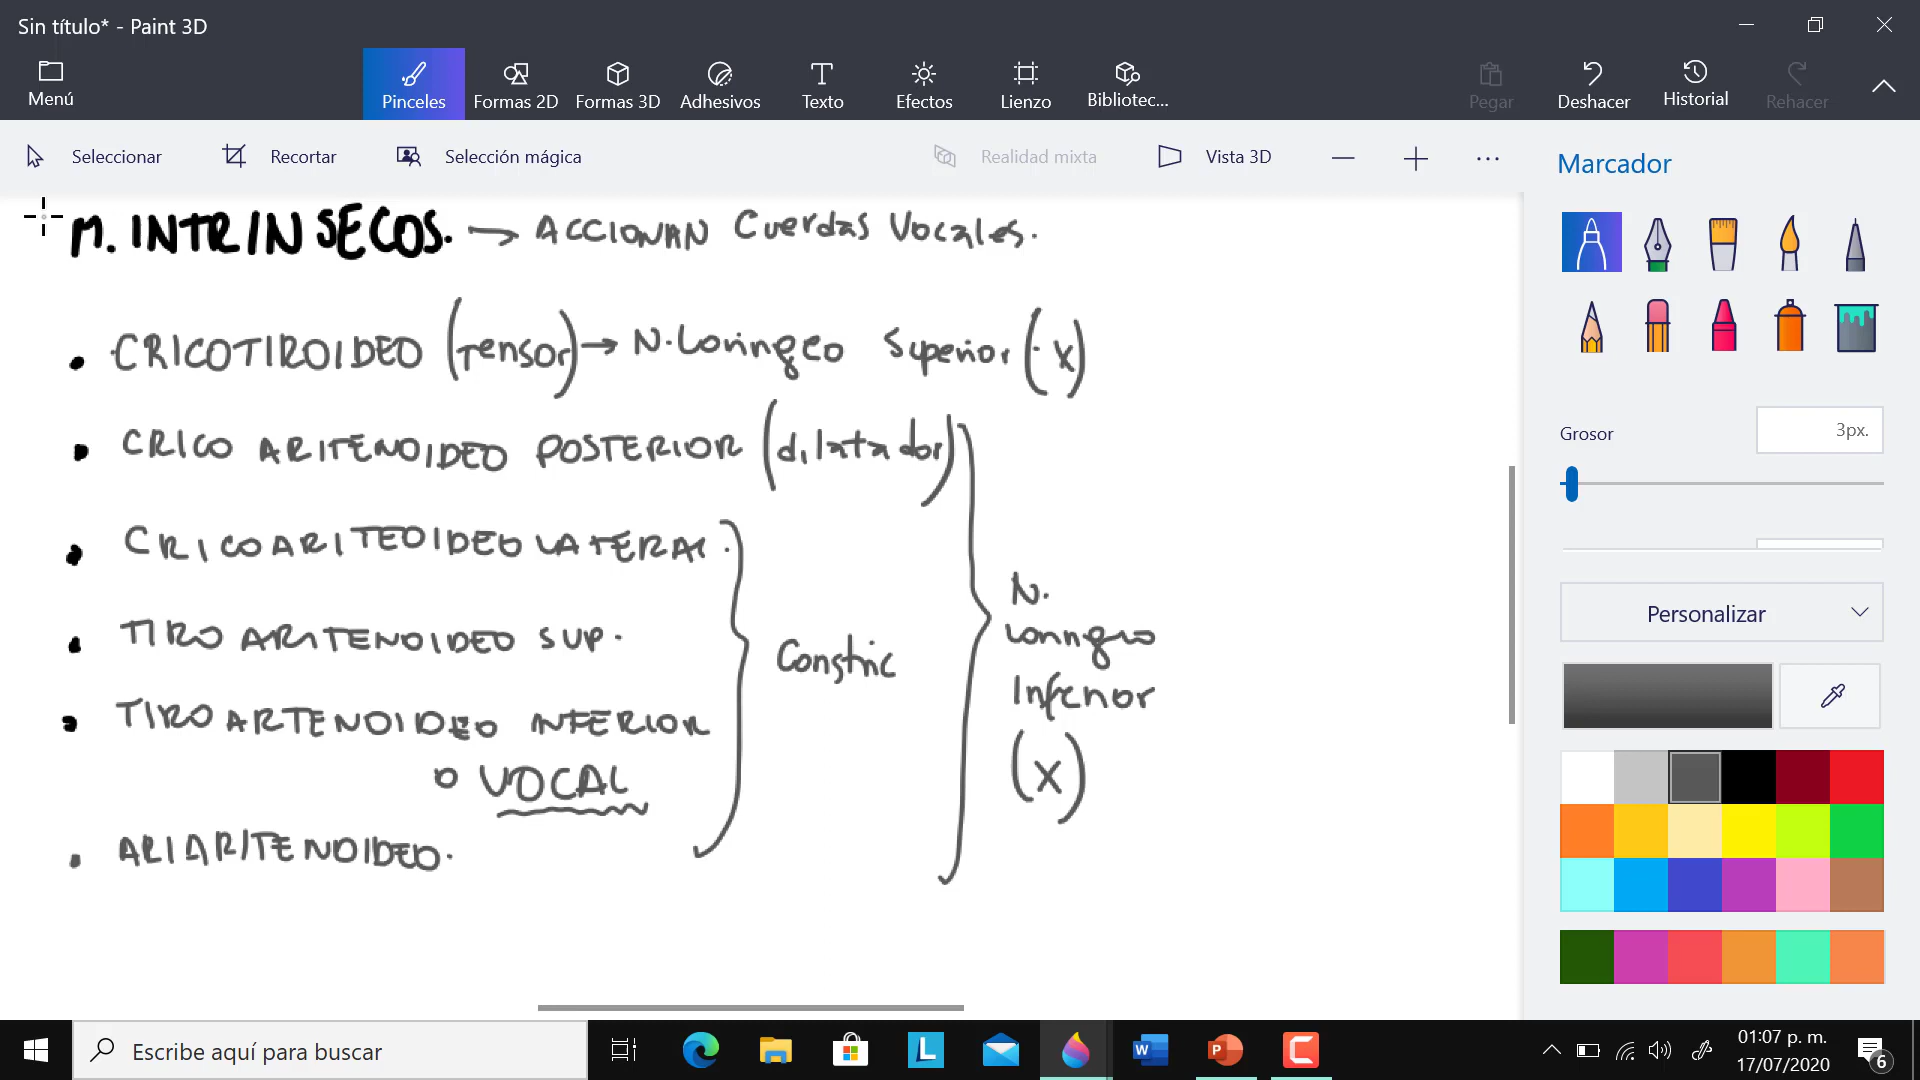 Sin título* - Paint 3D
Menú
Pinceles Formas 2D Formas 3D Adhesivos Texto Efectos Lienzo Bibliotec... Pegar Deshacer Historial Rehacer
Seleccionar Recortar Selección mágica Realidad mixta Vista 3D
M. INTRINSECOS. → ACCIONAN Cuerdas Vocales.
• CRICOTIROIDEO (Tensor) → N. Laringeo Superior (X)
• CRICO ARITENOIDEO POSTERIOR (dilatador)
• CRICOARITEOIDEO LATERAL.
• TIRO ARITENOIDEO SUP.
• TIRO ARTENOIDEO INFERIOR
o VOCAL
• ARIARITENOIDEO.
Constric
N.
Laringeo
Inferior
(X)
Marcador
Grosor 3px.
Personalizar
Escribe aquí para buscar
01:07 p. m.
17/07/2020
6